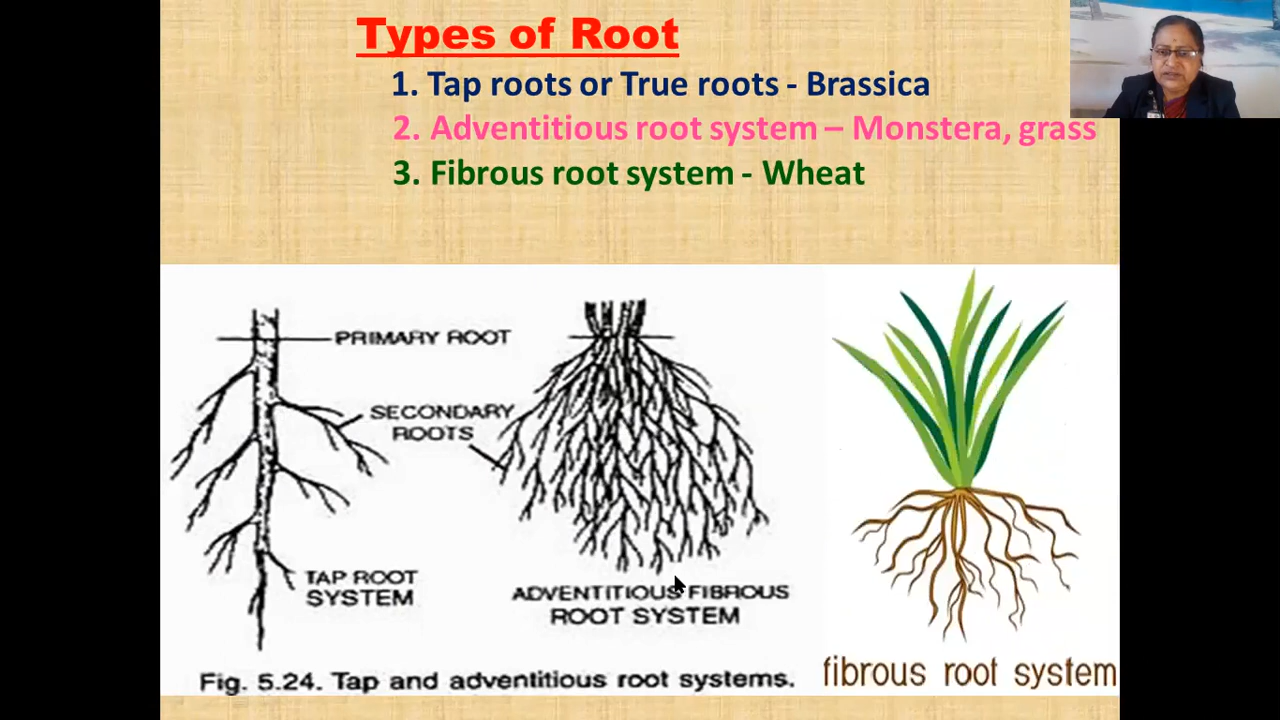 Types of Root
1. Tap roots or True roots - Brassica
2. Adventitious root system – Monstera, grass
3. Fibrous root system - Wheat
PRIMARY ROOT
SECONDARY
ROOTS
TAP ROOT
SYSTEM
ADVENTITIOUS FIBROUS
ROOT SYSTEM
Fig. 5.24. Tap and adventitious root systems.
fibrous root system